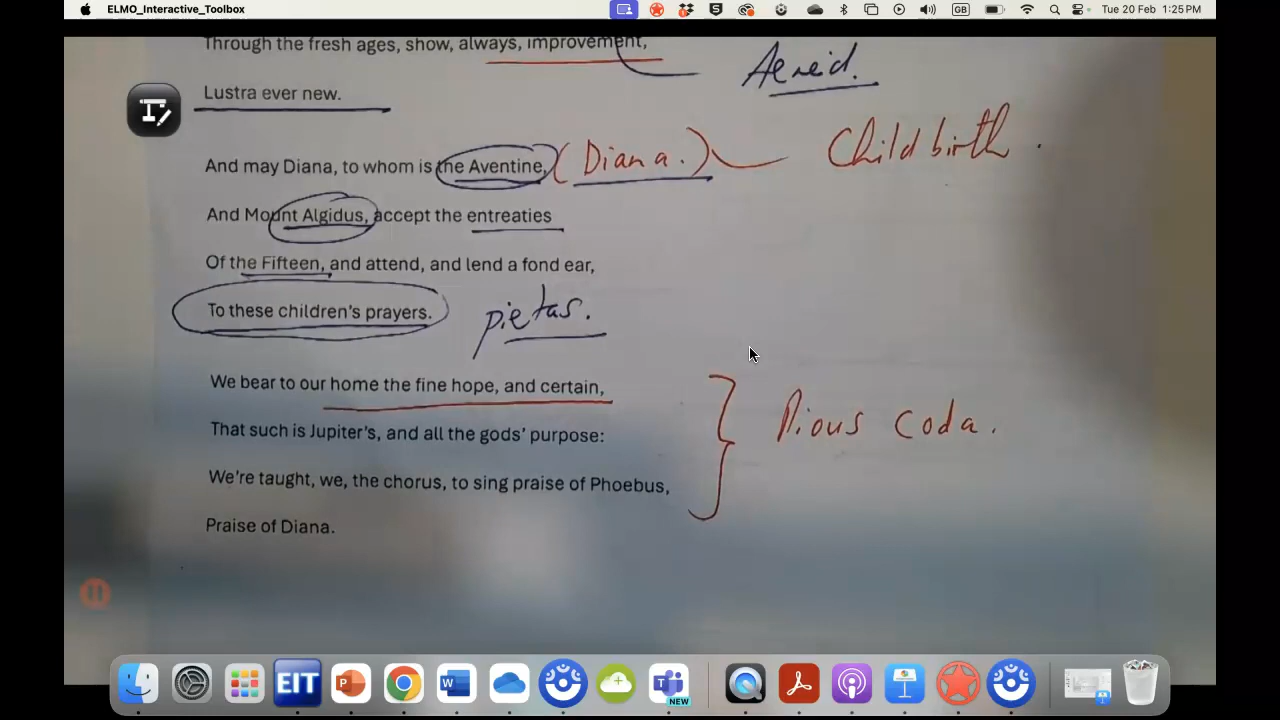 ELMO_Interactive_Toolbox GB Tue 20 Feb 1:25 PM
Through the fresh ages, show, always, improvement,
Aeneid.
Lustra ever new.
And may Diana, to whom is the Aventine, (Diana.) Childbirth.
And Mount Algidus, accept the entreaties
Of the Fifteen, and attend, and lend a fond ear,
To these children's prayers. pietas.
We bear to our home the fine hope, and certain,
That such is Jupiter's, and all the gods' purpose: Pious coda.
We're taught, we, the chorus, to sing praise of Phoebus,
Praise of Diana.
EIT P W T NEW